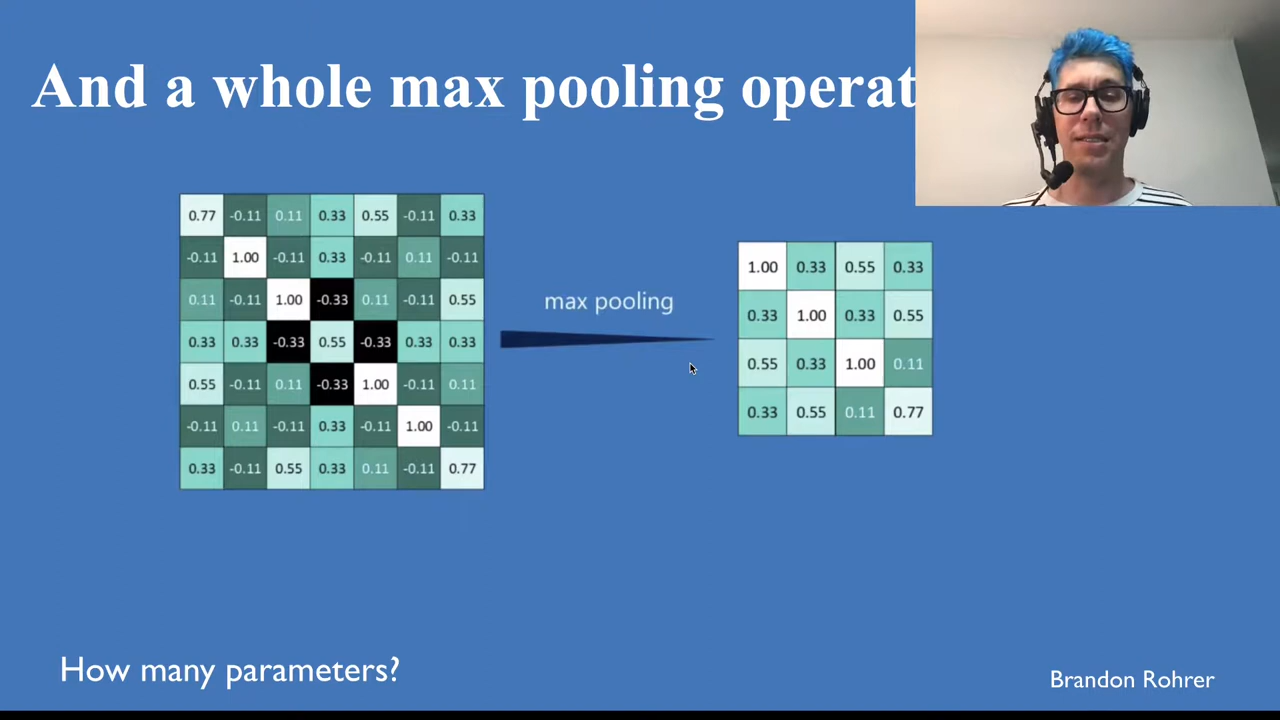 And a whole max pooling operat
0.77 -0.11 0.11 0.33 0.55 -0.11 0.33
-0.11 1.00 -0.11 0.33 -0.11 0.11 -0.11
0.11 -0.11 1.00 -0.33 0.11 -0.11 0.55
0.33 0.33 -0.33 0.55 -0.33 0.33 0.33
0.55 -0.11 0.11 -0.33 1.00 -0.11 0.11
-0.11 0.11 -0.11 0.33 -0.11 1.00 -0.11
0.33 -0.11 0.55 0.33 0.11 -0.11 0.77
max pooling
1.00 0.33 0.55 0.33
0.33 1.00 0.33 0.55
0.55 0.33 1.00 0.11
0.33 0.55 0.11 0.77
How many parameters?
Brandon Rohrer